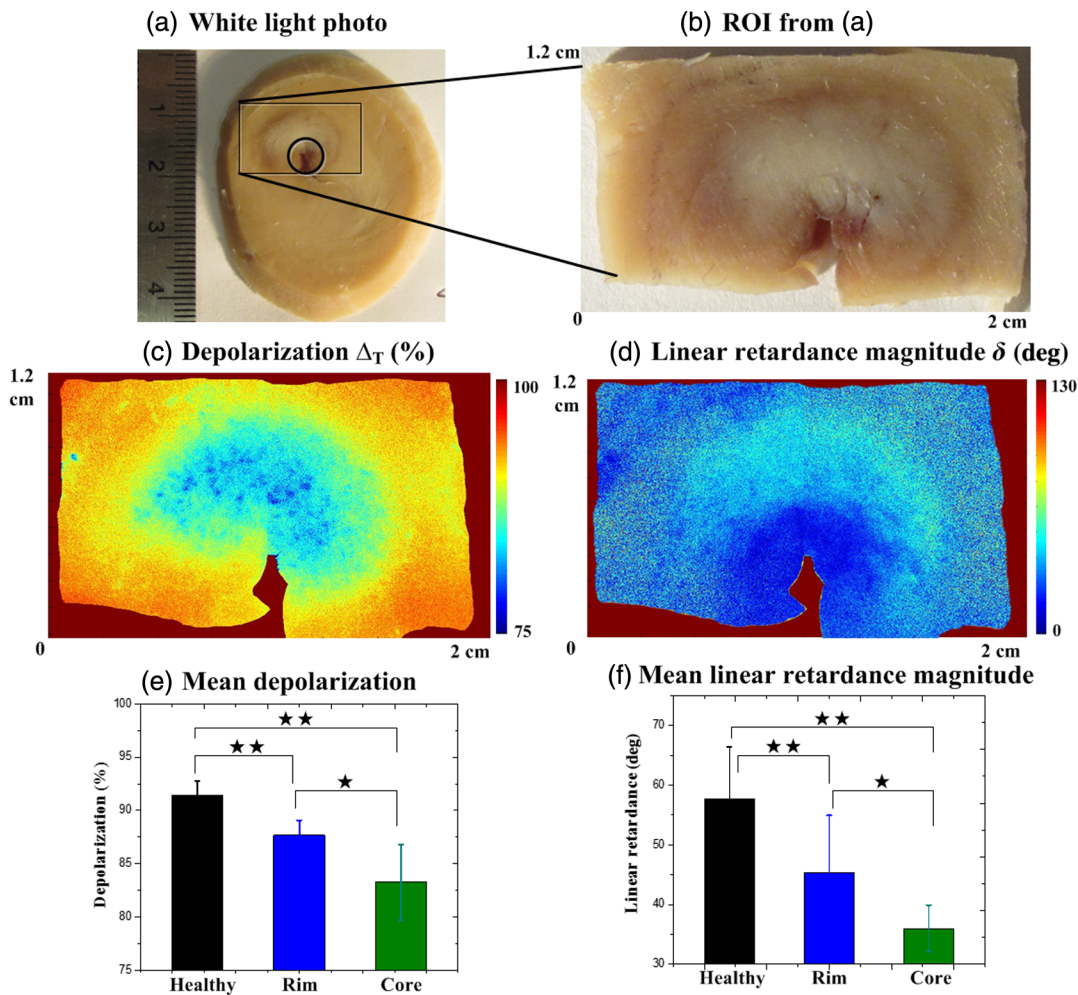 (a) White light photo
(b) ROI from (a)
1
2
3
4
1.2 cm
0
2 cm
(c) Depolarization Δ_T (%)
(d) Linear retardance magnitude δ (deg)
1.2
cm
100
75
0
2 cm
1.2
cm
130
0
0
2 cm
(e) Mean depolarization
(f) Mean linear retardance magnitude
Depolarization (%)
100
95
90
85
80
75
★★
★★
★
Healthy
Rim
Core
Linear retardance (deg)
70
60
50
40
30
★★
★★
★
Healthy
Rim
Core